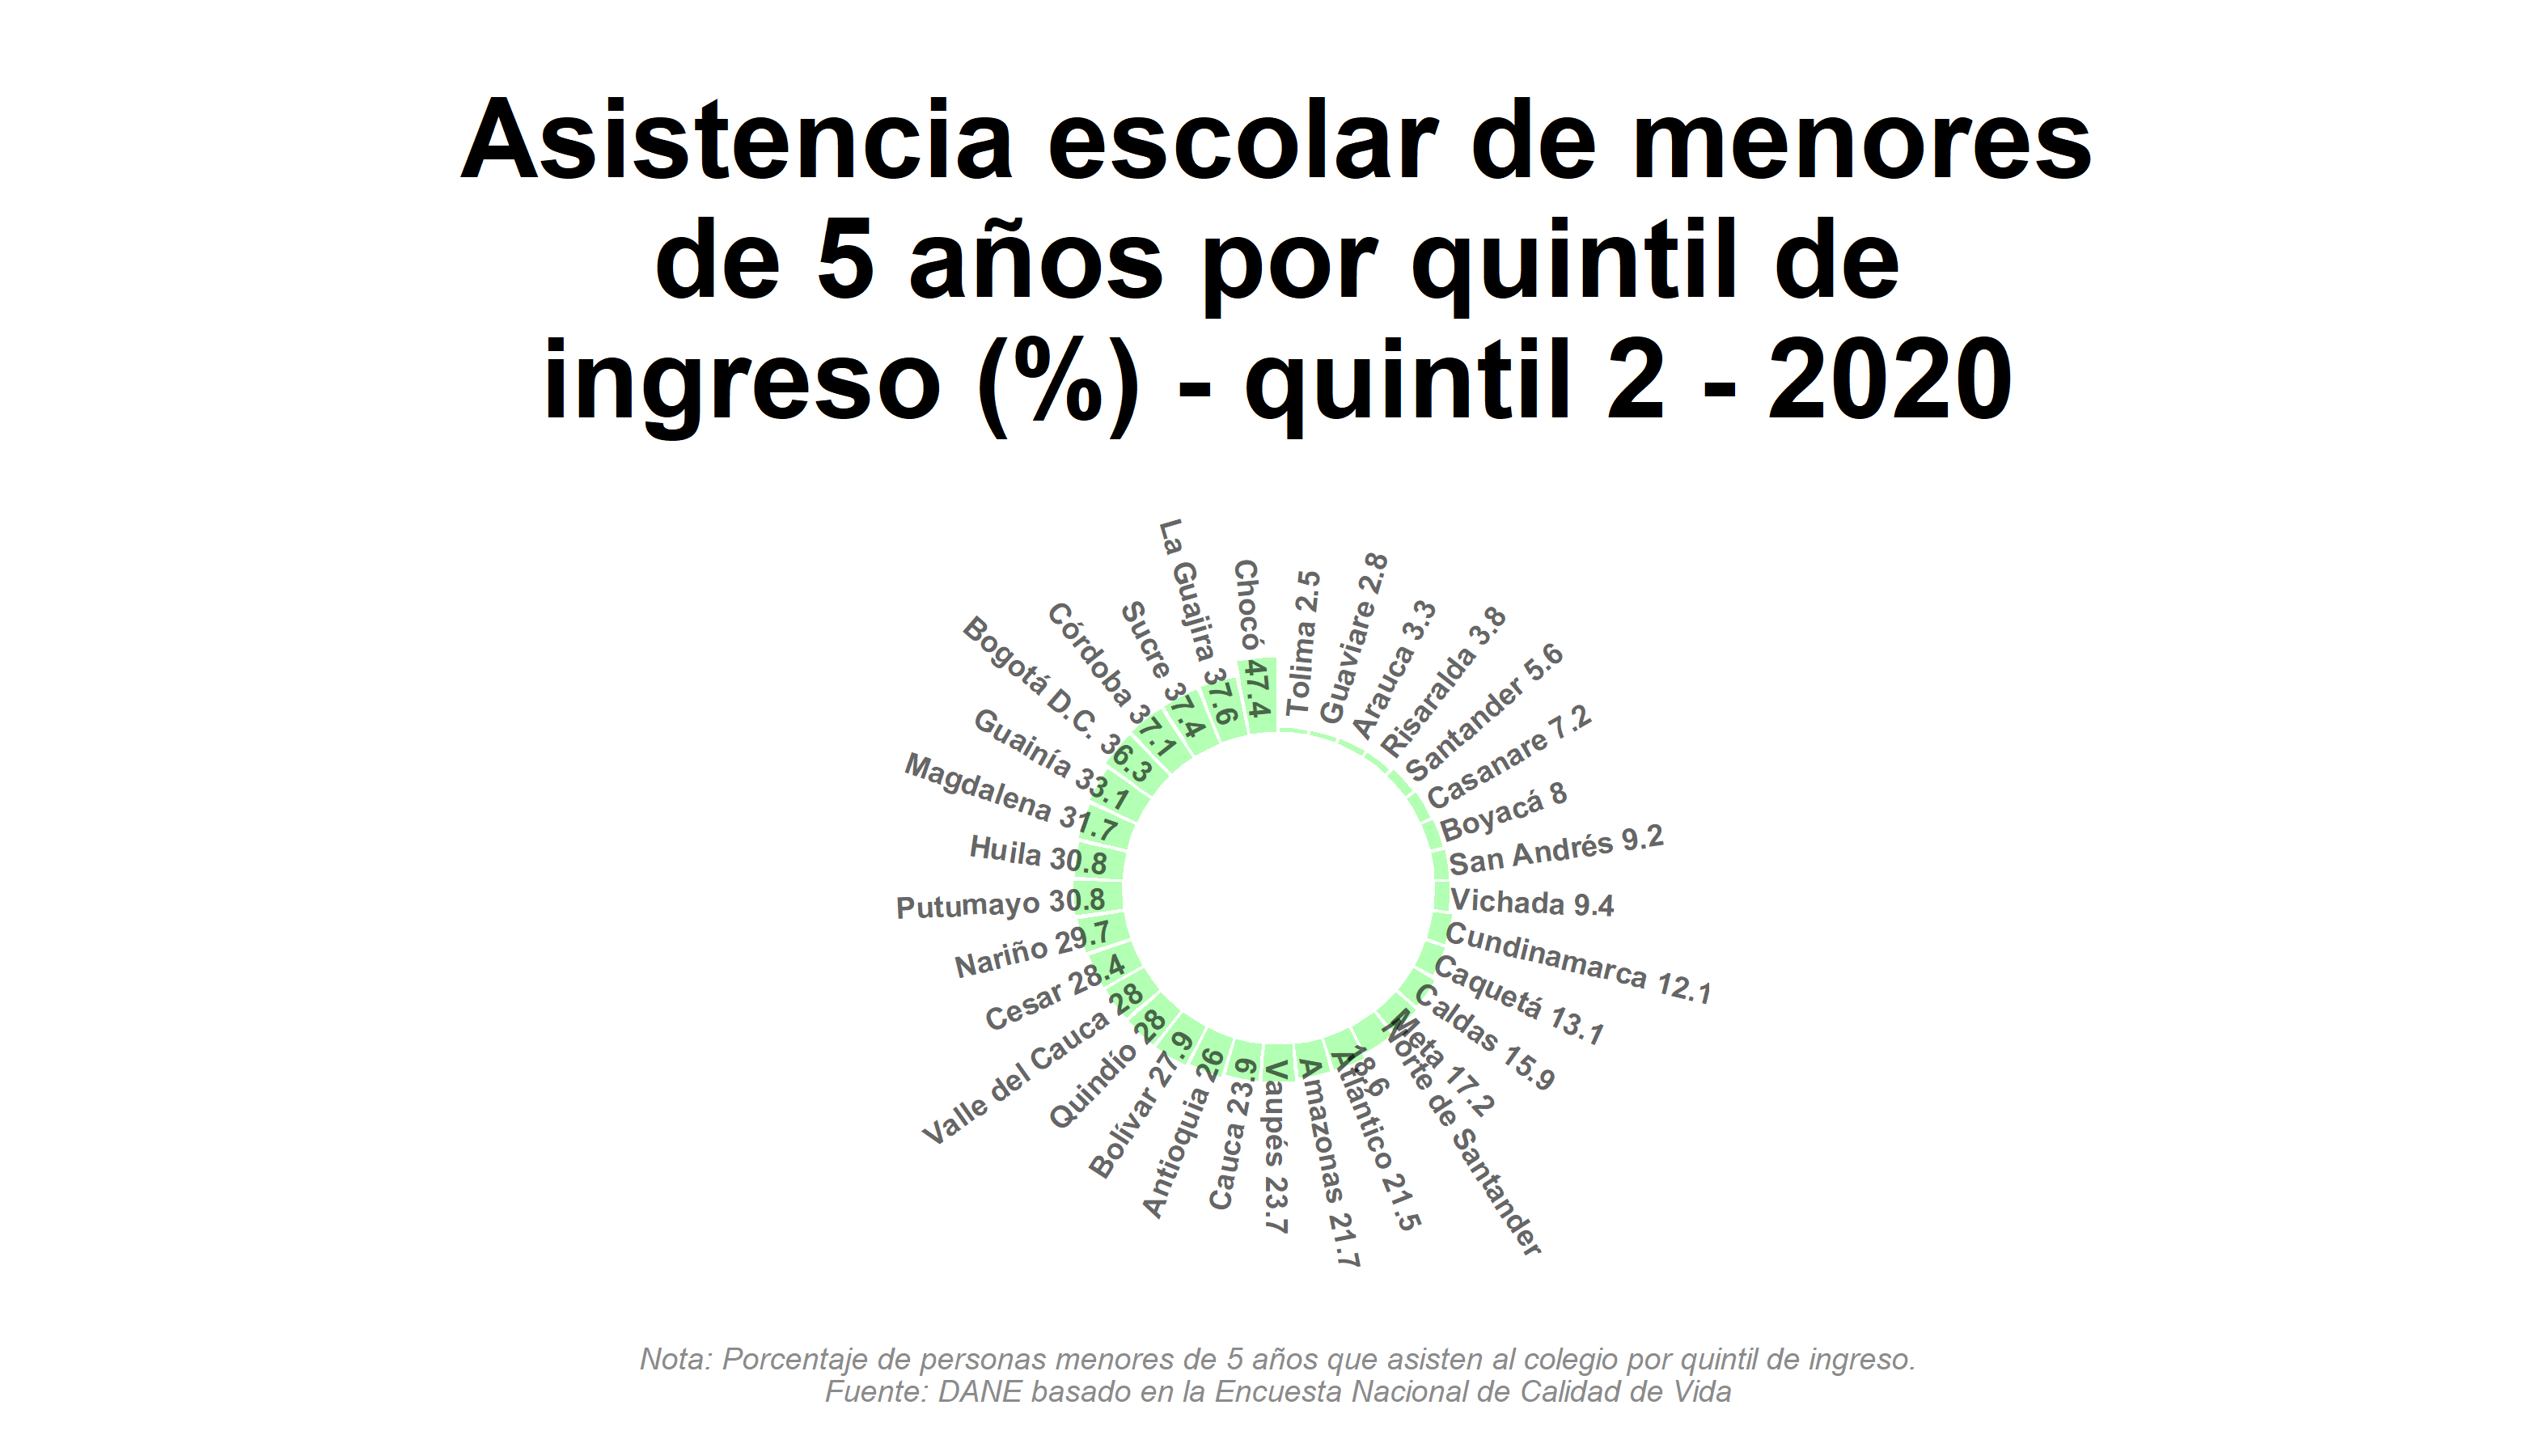 Asistencia escolar de menores
de 5 años por quintil de
ingreso (%) - quintil 2 - 2020
Tolima 2.5
Guaviare 2.8
Arauca 3.3
Risaralda 3.8
Santander 5.6
Casanare 7.2
Boyacá 8
San Andrés 9.2
Vichada 9.4
Cundinamarca 12.1
Caquetá 13.1
Caldas 15.9
Meta 17.2
Norte de Santander
18.6
Atlántico 21.5
Amazonas 21.7
Vaupés 23.7
Cauca 23.9
Antioquia 26
Bolívar 27.9
Quindío 28
Valle del Cauca 28
Cesar 28.4
Nariño 29.7
Putumayo 30.8
Huila 30.8
Magdalena 31.7
Guainía 33.1
Bogotá D.C. 36.3
Córdoba 37.1
Sucre 37.4
La Guajira 37.6
Chocó 47.4
Nota: Porcentaje de personas menores de 5 años que asisten al colegio por quintil de ingreso.
Fuente: DANE basado en la Encuesta Nacional de Calidad de Vida